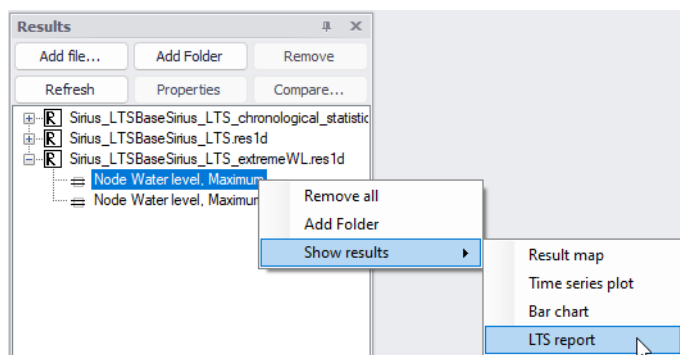 Results
Add file... Add Folder Remove
Refresh Properties Compare...
R Sirius_LTSBaseSirius_LTS_chronological_statistic
R Sirius_LTSBaseSirius_LTS.res1d
R Sirius_LTSBaseSirius_LTS_extremeWL.res1d
Node Water level, Maximum
Node Water level, Maximum
Remove all
Add Folder
Show results
Result map
Time series plot
Bar chart
LTS report